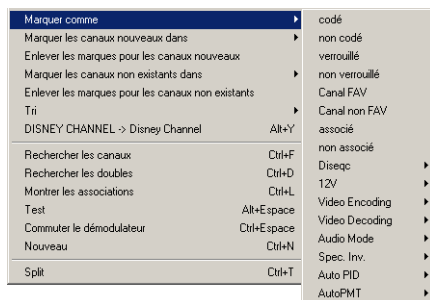 Marquer comme
Marquer les canaux nouveaux dans
Enlever les marques pour les canaux nouveaux
Marquer les canaux non existants dans
Enlever les marques pour les canaux non existants
Tri
DISNEY CHANNEL -> Disney Channel Alt+Y
Rechercher les canaux Ctrl+F
Rechercher les doubles Ctrl+D
Montrer les associations Ctrl+L
Test Alt+Espace
Commuter le démodulateur Ctrl+Espace
Nouveau Ctrl+N
Split Ctrl+T
codé
non codé
verrouillé
non verrouillé
Canal FAV
Canal non FAV
associé
non associé
Diseqc
12V
Video Encoding
Video Decoding
Audio Mode
Spec. Inv.
Auto PID
AutoPMT